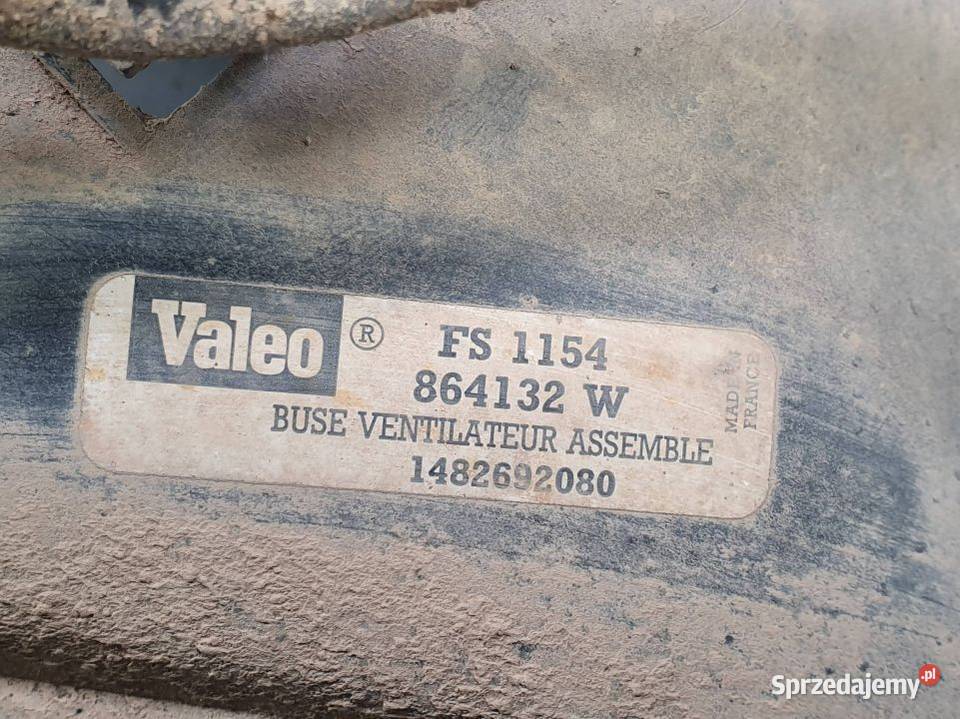 Valeo ® FS 1154
864132 W
BUSE VENTILATEUR ASSEMBLE
1482692080
MADE IN
FRANCE
Sprzedajemy.pl